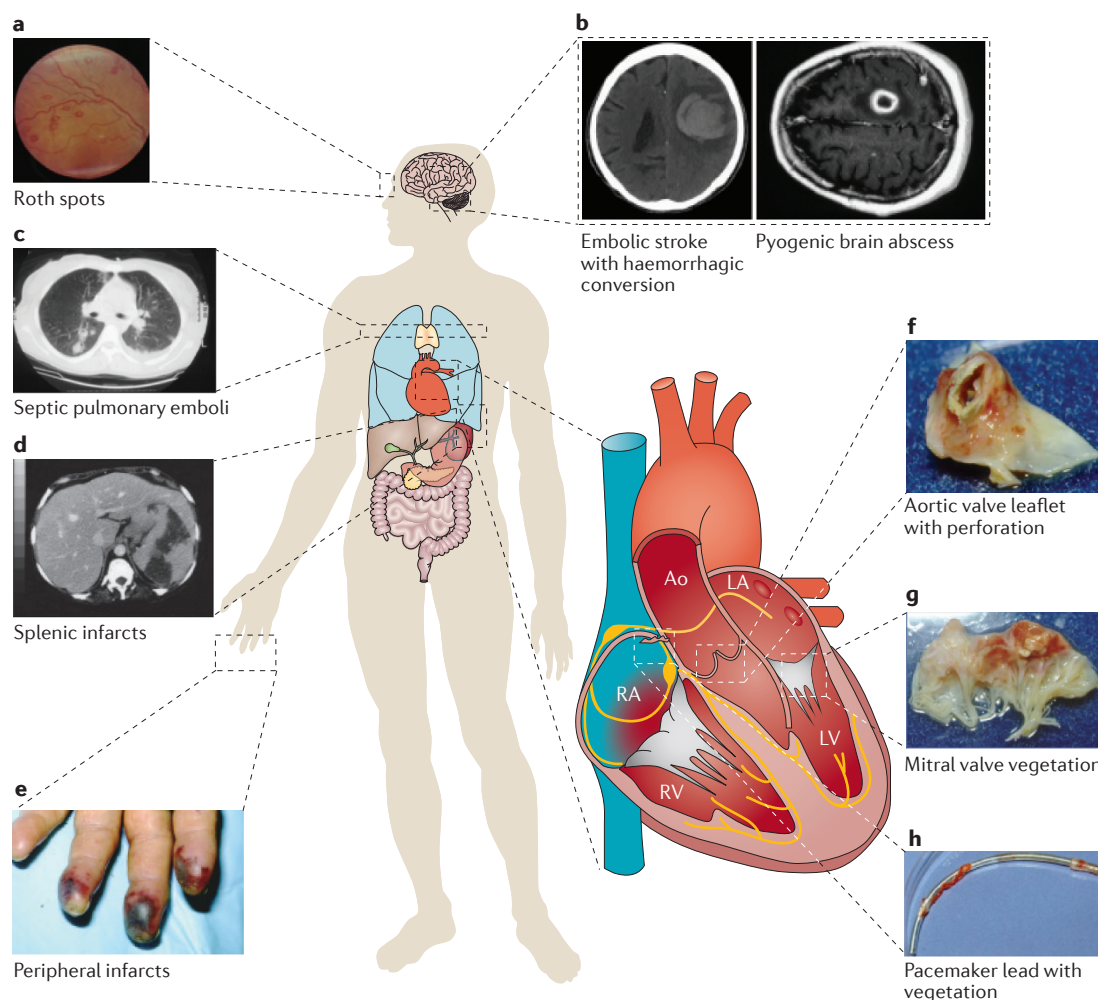 a
Roth spots
b
Embolic stroke
with haemorrhagic
conversion
Pyogenic brain abscess
c
Septic pulmonary emboli
d
Splenic infarcts
e
Peripheral infarcts
f
Aortic valve leaflet
with perforation
g
Mitral valve vegetation
h
Pacemaker lead with
vegetation
Ao
LA
RA
LV
RV